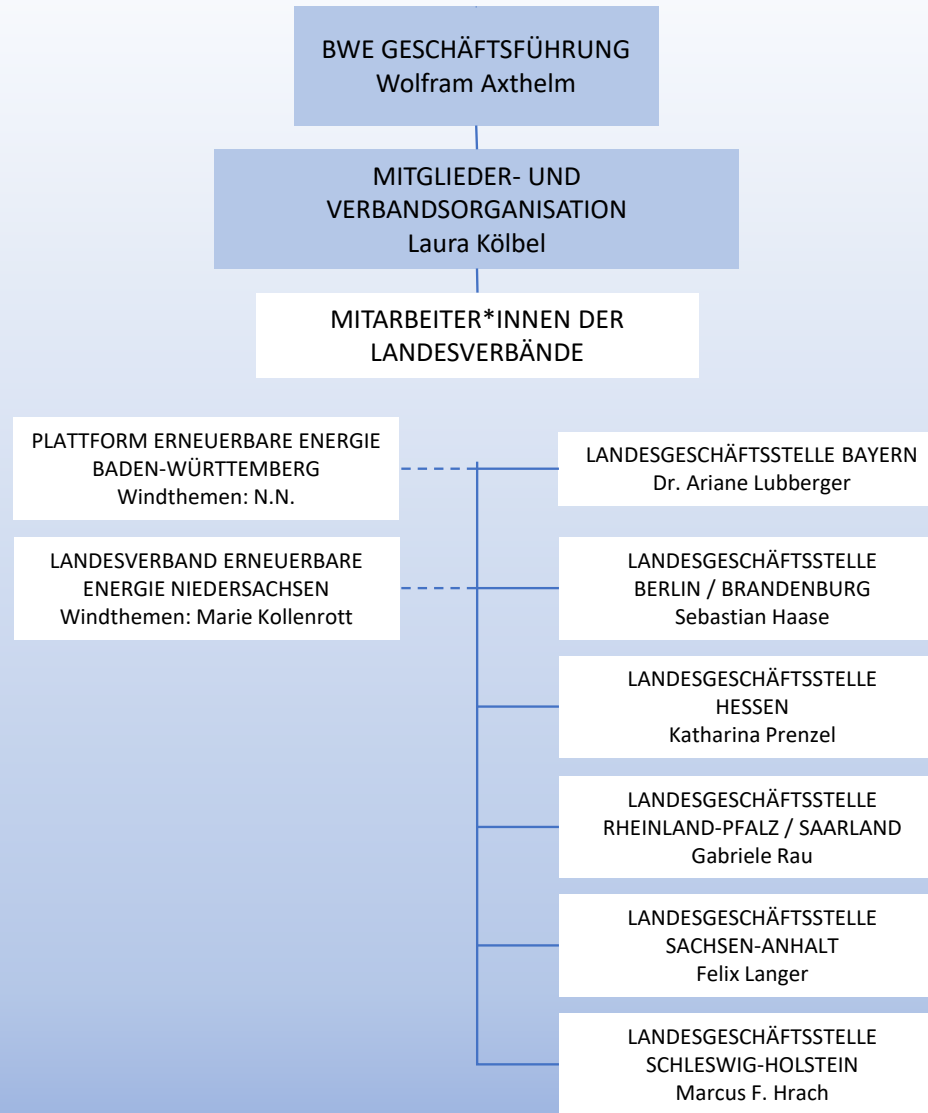 BWE GESCHÄFTSFÜHRUNG
Wolfram Axthelm
MITGLIEDER- UND
VERBANDSORGANISATION
Laura Kölbel
MITARBEITER*INNEN DER
LANDESVERBÄNDE
PLATTFORM ERNEUERBARE ENERGIE
BADEN-WÜRTTEMBERG
Windthemen: N.N.
LANDESVERBAND ERNEUERBARE
ENERGIE NIEDERSACHSEN
Windthemen: Marie Kollenrott
LANDESGESCHÄFTSSTELLE BAYERN
Dr. Ariane Lubberger
LANDESGESCHÄFTSSTELLE
BERLIN / BRANDENBURG
Sebastian Haase
LANDESGESCHÄFTSSTELLE
HESSEN
Katharina Prenzel
LANDESGESCHÄFTSSTELLE
RHEINLAND-PFALZ / SAARLAND
Gabriele Rau
LANDESGESCHÄFTSSTELLE
SACHSEN-ANHALT
Felix Langer
LANDESGESCHÄFTSSTELLE
SCHLESWIG-HOLSTEIN
Marcus F. Hrach